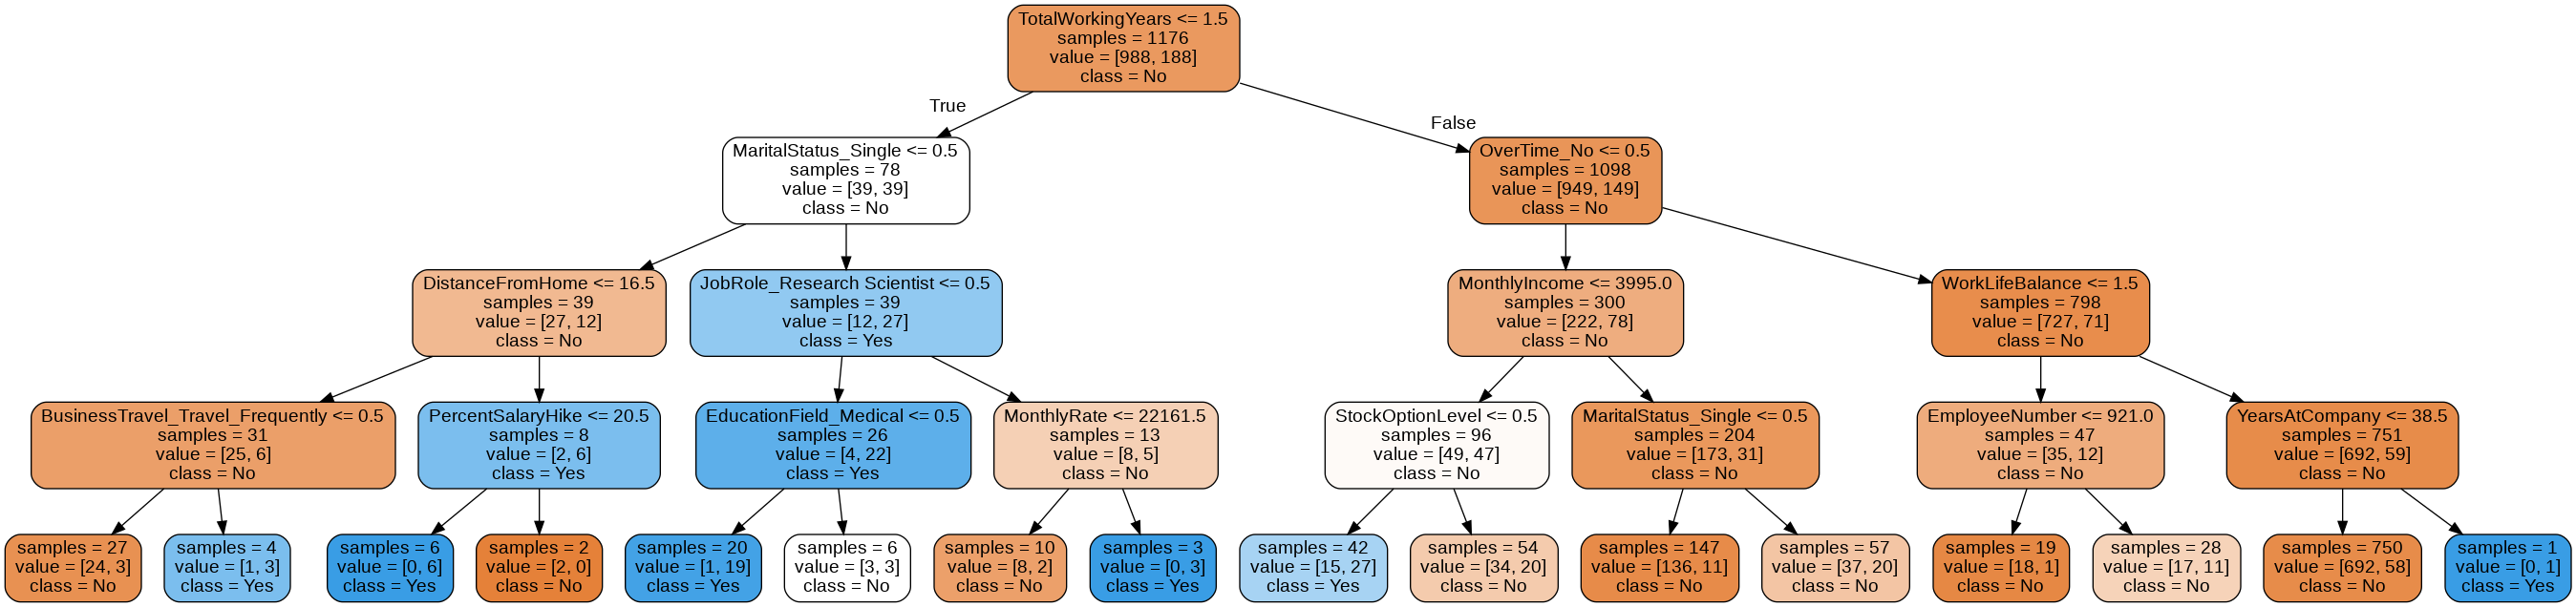 TotalWorkingYears <= 1.5
samples = 1176
value = [988, 188]
class = No
True
False
MaritalStatus_Single <= 0.5
samples = 78
value = [39, 39]
class = No
OverTime_No <= 0.5
samples = 1098
value = [949, 149]
class = No
DistanceFromHome <= 16.5
samples = 39
value = [27, 12]
class = No
JobRole_Research Scientist <= 0.5
samples = 39
value = [12, 27]
class = Yes
MonthlyIncome <= 3995.0
samples = 300
value = [222, 78]
class = No
WorkLifeBalance <= 1.5
samples = 798
value = [727, 71]
class = No
BusinessTravel_Travel_Frequently <= 0.5
samples = 31
value = [25, 6]
class = No
PercentSalaryHike <= 20.5
samples = 8
value = [2, 6]
class = Yes
EducationField_Medical <= 0.5
samples = 26
value = [4, 22]
class = Yes
MonthlyRate <= 22161.5
samples = 13
value = [8, 5]
class = No
StockOptionLevel <= 0.5
samples = 96
value = [49, 47]
class = No
MaritalStatus_Single <= 0.5
samples = 204
value = [173, 31]
class = No
EmployeeNumber <= 921.0
samples = 47
value = [35, 12]
class = No
YearsAtCompany <= 38.5
samples = 751
value = [692, 59]
class = No
samples = 27
value = [24, 3]
class = No
samples = 4
value = [1, 3]
class = Yes
samples = 6
value = [0, 6]
class = Yes
samples = 2
value = [2, 0]
class = No
samples = 20
value = [1, 19]
class = Yes
samples = 6
value = [3, 3]
class = No
samples = 10
value = [8, 2]
class = No
samples = 3
value = [0, 3]
class = Yes
samples = 42
value = [15, 27]
class = Yes
samples = 54
value = [34, 20]
class = No
samples = 147
value = [136, 11]
class = No
samples = 57
value = [37, 20]
class = No
samples = 19
value = [18, 1]
class = No
samples = 28
value = [17, 11]
class = No
samples = 750
value = [692, 58]
class = No
samples = 1
value = [0, 1]
class = Yes